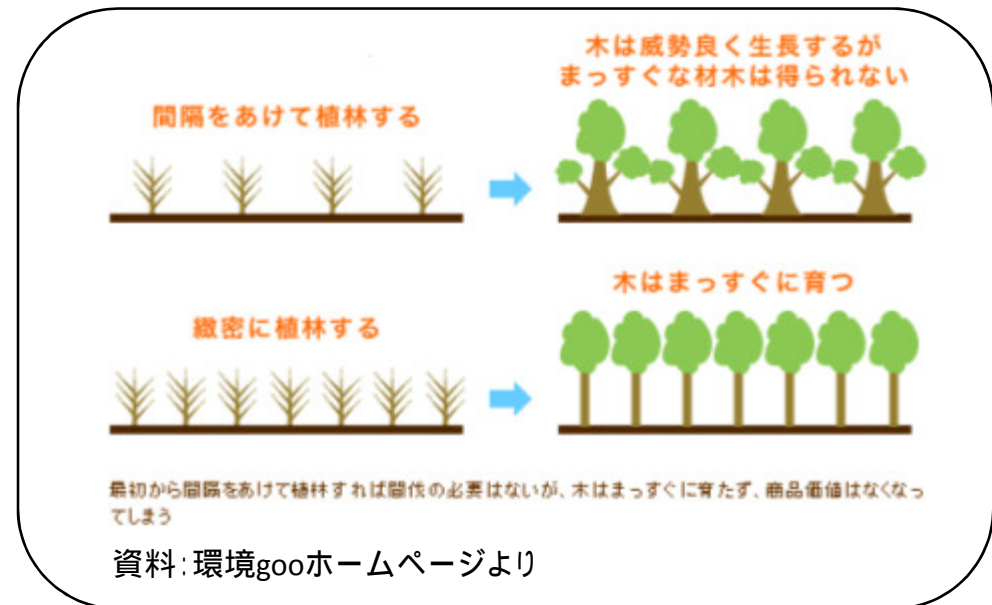 木は威勢良く生長するが
まっすぐな材木は得られない
間隔をあけて植林する
木はまっすぐに育つ
緻密に植林する
最初から間隔をあけて植林すれば間伐の必要はないが、木はまっすぐに育たず、商品価値はなくなっ
てしまう
資料：環境gooホームページより